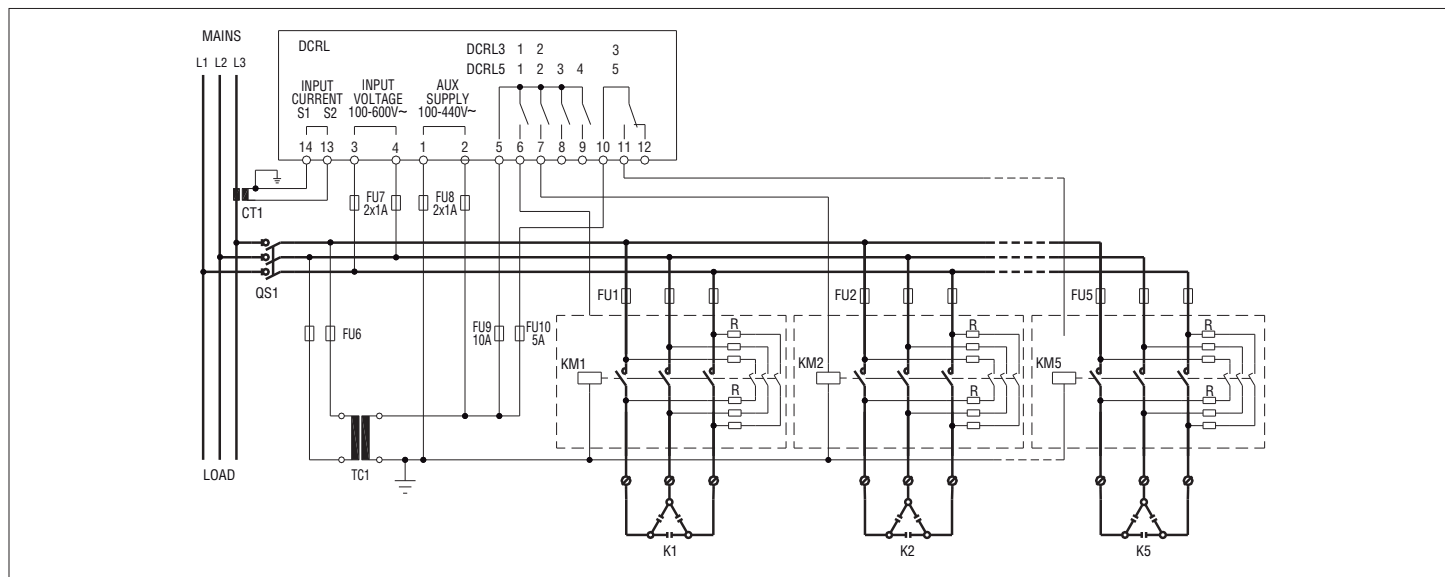 MAINS
L1 L2 L3
DCRL
DCRL3 1 2 3
DCRL5 1 2 3 4 5
INPUT CURRENT
S1 S2
INPUT VOLTAGE
100-600V~
AUX SUPPLY
100-440V~
14 13 3 4 1 2 5 6 7 8 9 10 11 12
CT1
FU7
2x1A
FU8
2x1A
QS1
FU1
FU2
FU5
FU6
FU9
10A
FU10
5A
R
R
R
KM1
KM2
KM5
R
R
R
LOAD
TC1
K1
K2
K5